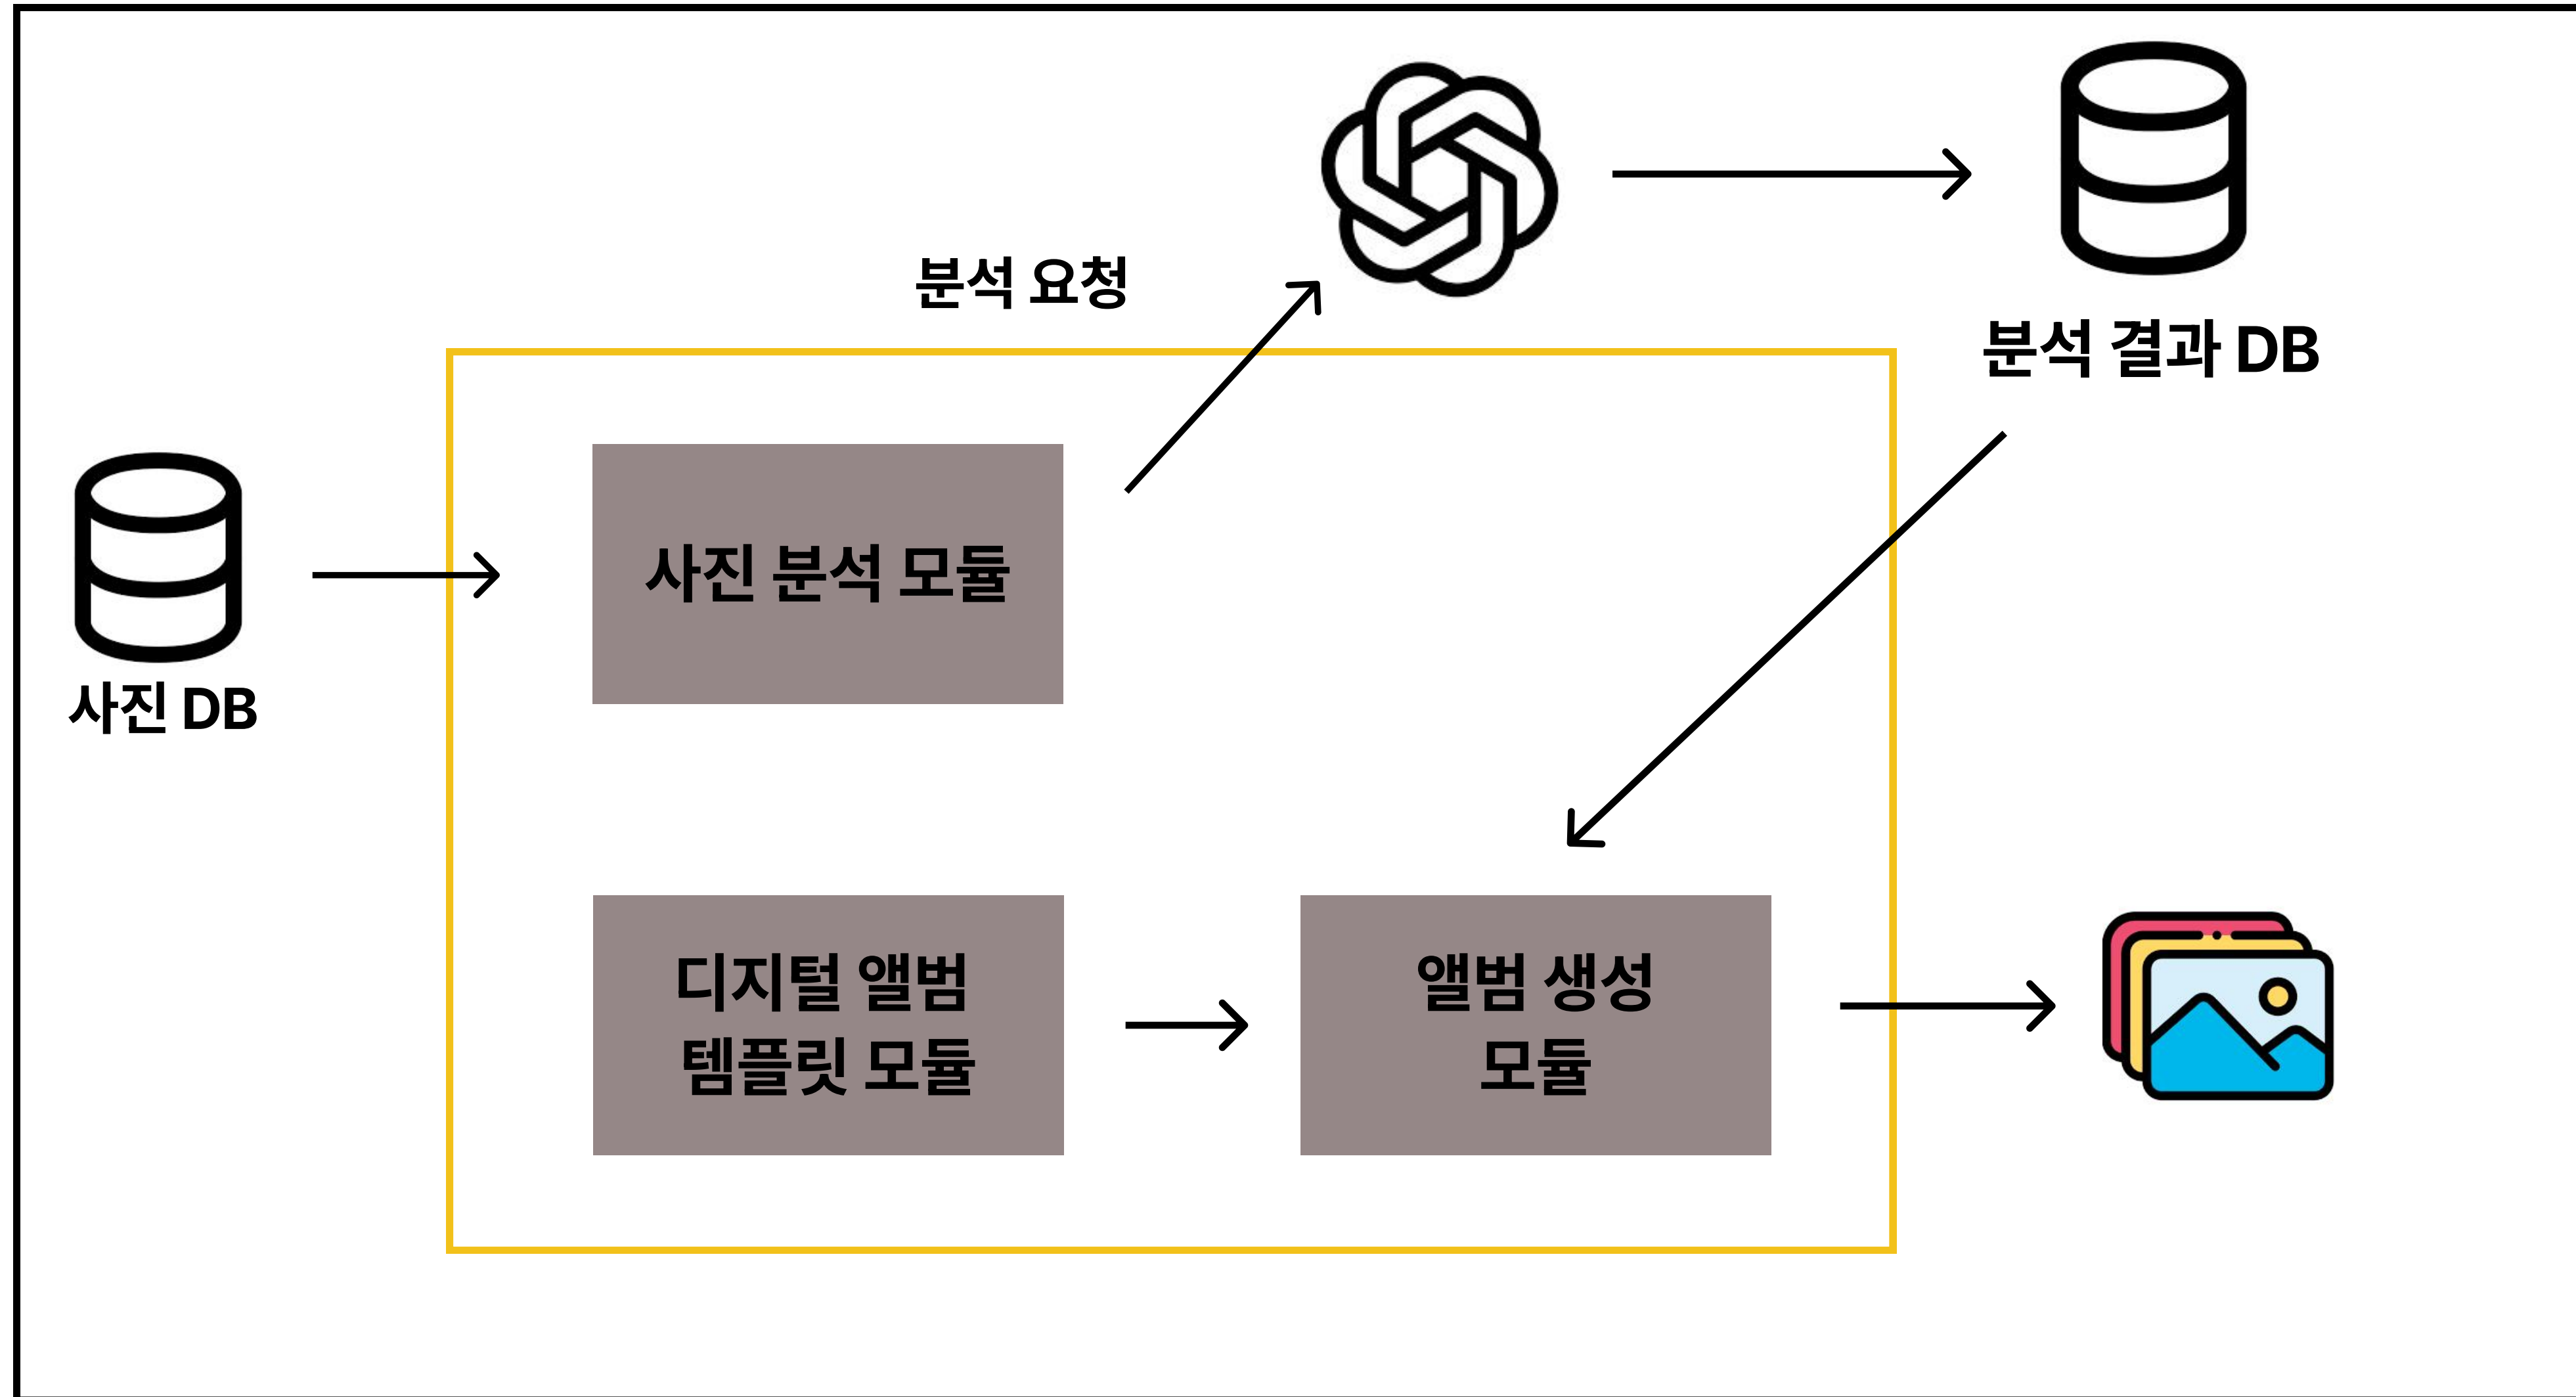 분석 요청
분석 결과 DB
사진 분석 모듈
사진 DB
디지털 앨범
템플릿 모듈
앨범 생성
모듈